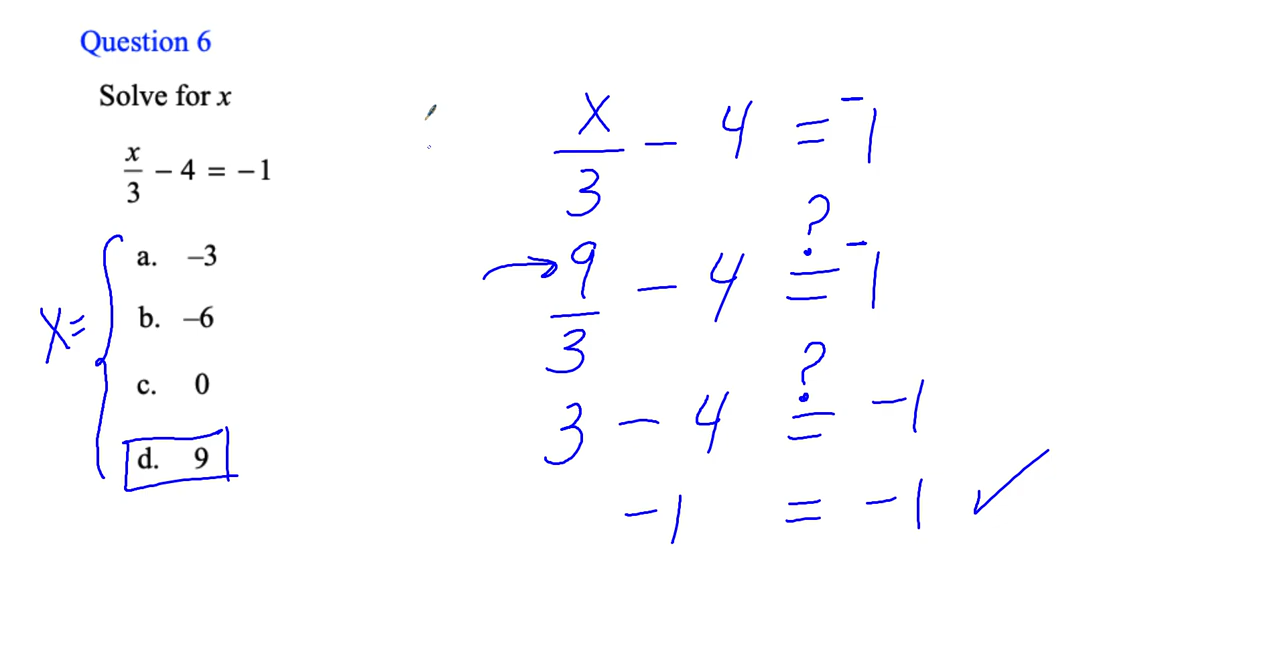 Question 6
Solve for x
x/3 − 4 = −1
x =
a. −3
b. −6
c. 0
d. 9
x/3 − 4 = −1
→ 9/3 − 4 ≟ −1
3 − 4 ≟ −1
−1 = −1 ✓